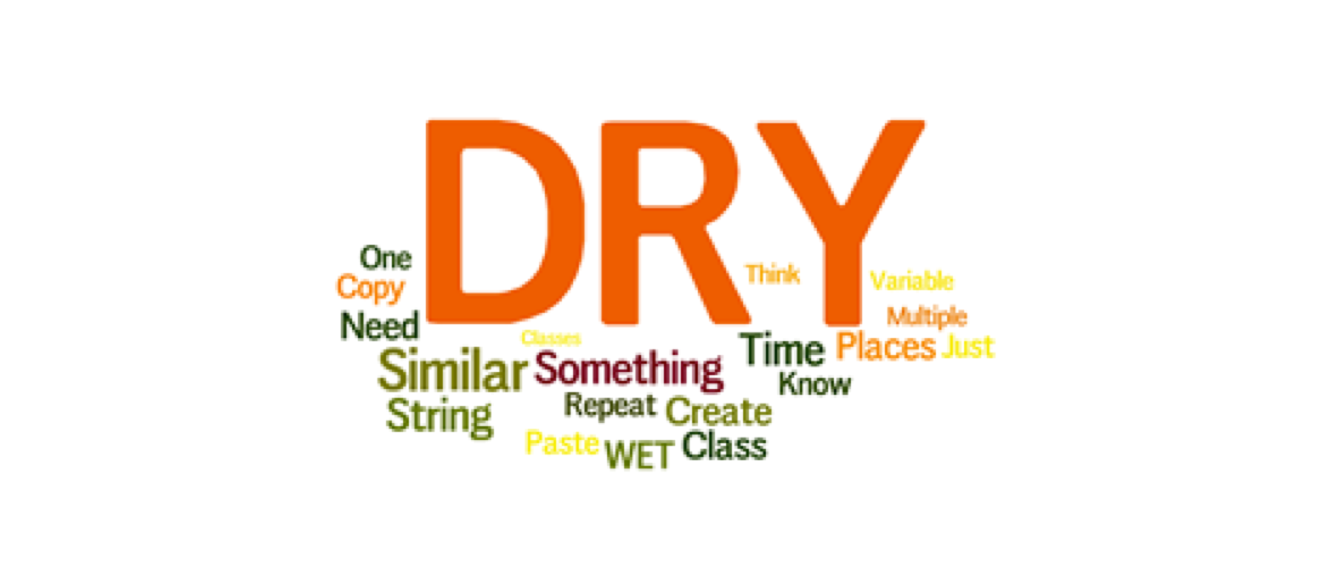 DRY
One
Think
Variable
Copy
Multiple
Need
Classes
Time Places Just
Similar Something
Know
String
Repeat Create
Paste WET Class